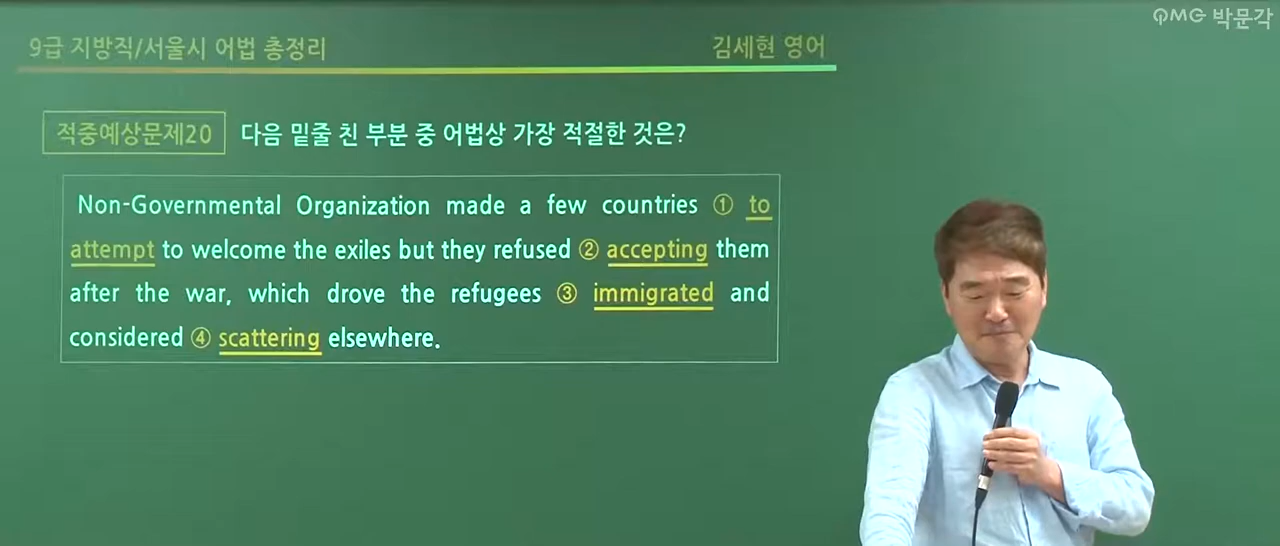 QMG 박문각
9급 지방직/서울시 어법 총정리
김세현 영어
적중예상문제20 다음 밑줄 친 부분 중 어법상 가장 적절한 것은?
Non-Governmental Organization made a few countries ① to
attempt to welcome the exiles but they refused ② accepting them
after the war, which drove the refugees ③ immigrated and
considered ④ scattering elsewhere.